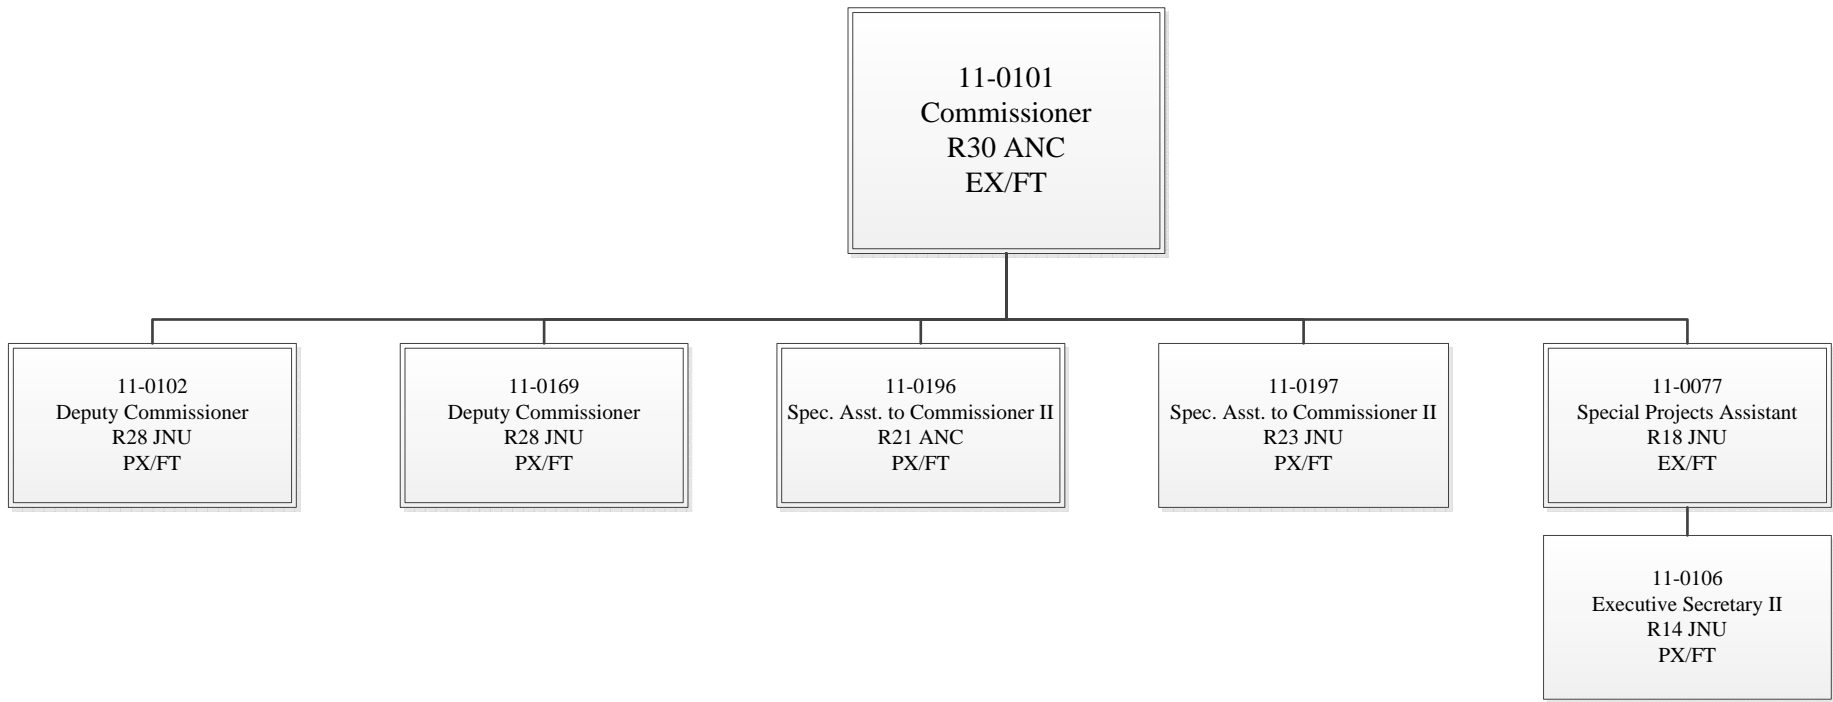 11-0101
Commissioner
R30 ANC
EX/FT
11-0102
Deputy Commissioner
R28 JNU
PX/FT
11-0169
Deputy Commissioner
R28 JNU
PX/FT
11-0196
Spec. Asst. to Commissioner II
R21 ANC
PX/FT
11-0197
Spec. Asst. to Commissioner II
R23 JNU
PX/FT
11-0077
Special Projects Assistant
R18 JNU
EX/FT
11-0106
Executive Secretary II
R14 JNU
PX/FT